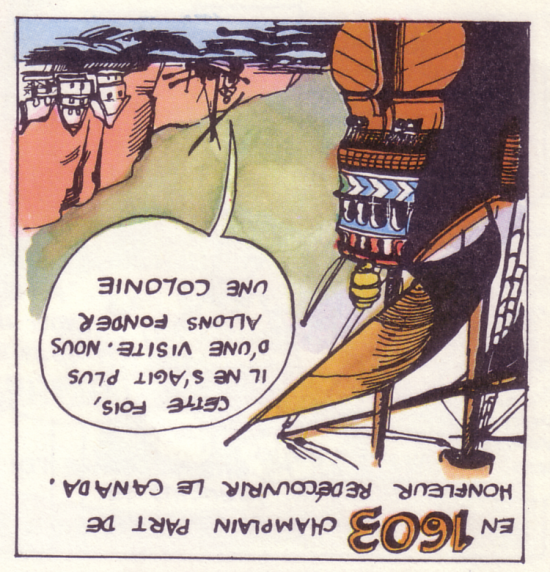 EN 1603 CHAMPLAIN PART DE
HONFLEUR REDÉCOUVRIR LE CANADA.
CETTE FOIS,
IL NE S'AGIT PLUS
D'UNE VISITE. NOUS
ALLONS FONDER
UNE COLONIE